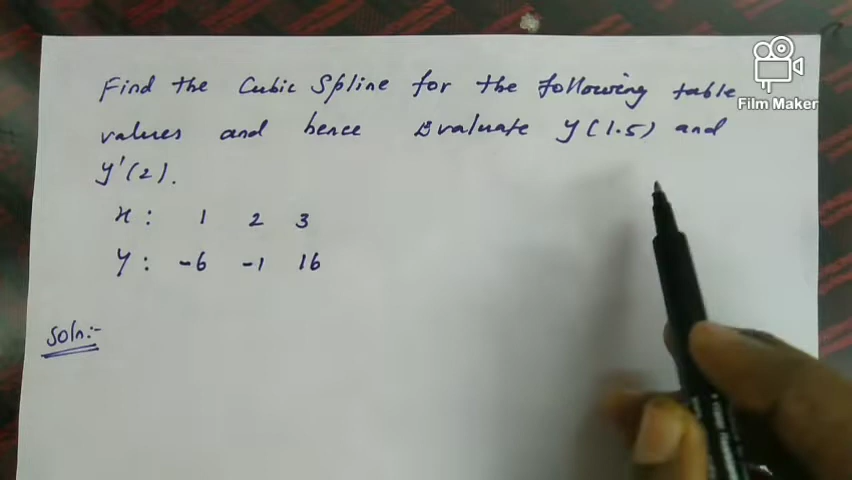 Find the Cubic Spline for the following table
values and hence Evaluate y(1.5) and
y'(2).
x: 1 2 3
y: -6 -1 16
Soln:-
Film Maker